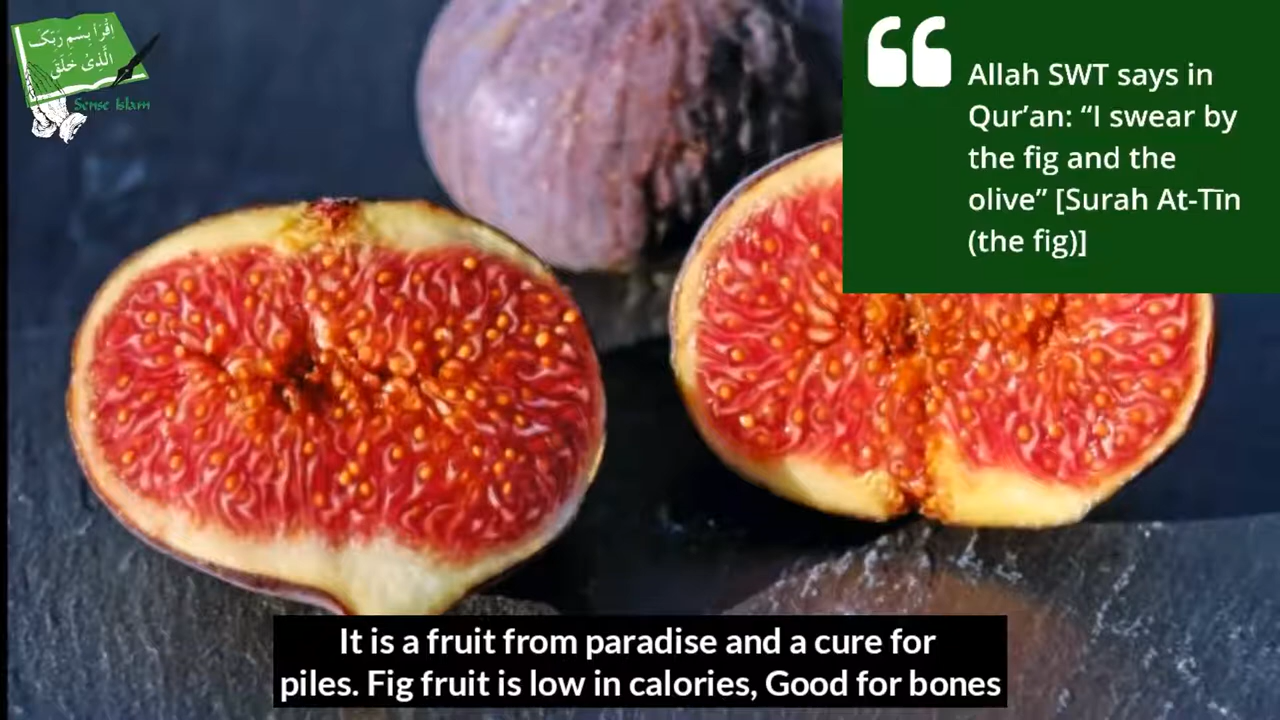 اِقْرَأْ بِسْمِ رَبِّكَ
الَّذِیْ خَلَقَ
Sense Islam
“
Allah SWT says in
Qur’an: “I swear by
the fig and the
olive” [Surah At-Tīn
(the fig)]
It is a fruit from paradise and a cure for
piles. Fig fruit is low in calories, Good for bones